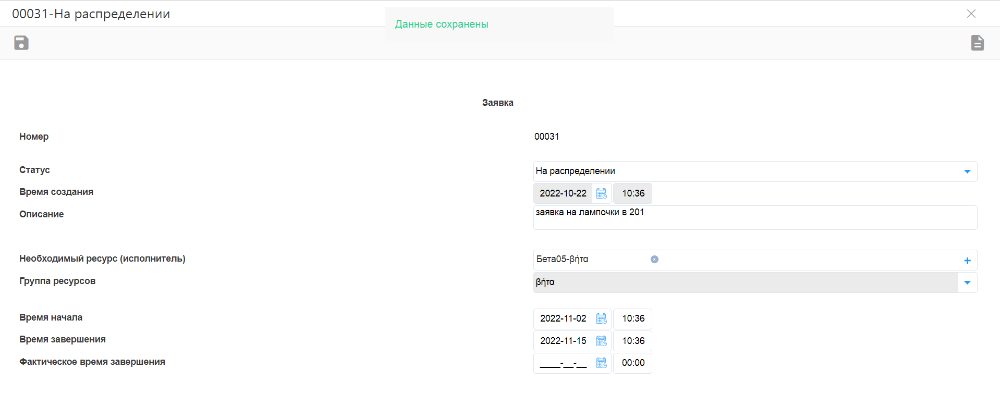 00031-На распределении
Данные сохранены
Заявка
Номер 00031
Статус На распределении
Время создания 2022-10-22 10:36
Описание заявка на лампочки в 201
Необходимый ресурс (исполнитель) Бета05-βήτα
Группа ресурсов βήτα
Время начала 2022-11-02 10:36
Время завершения 2022-11-15 10:36
Фактическое время завершения ____-__-__ 00:00